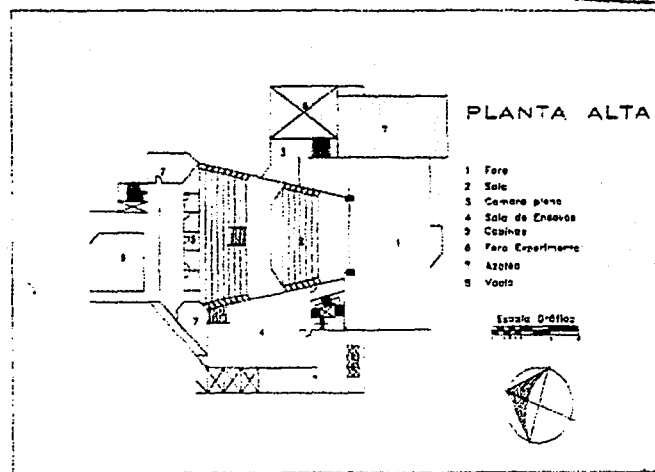 PLANTA ALTA
1 Foro
2 Sala
3 Camara plena
4 Sala de Ensayos
5 Cabinas
6 Foro Experimental
7 Azotea
8 Vacio
Escala Gráfica